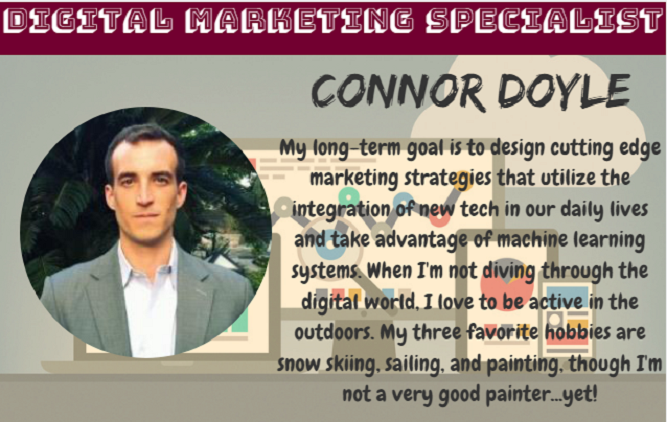 DIGITAL MARKETING SPECIALIST
CONNOR DOYLE
My long-term goal is to design cutting edge
marketing strategies that utilize the
integration of new tech in our daily lives
and take advantage of machine learning
systems. When I'm not diving through the
digital world, I love to be active in the
outdoors. My three favorite hobbies are
snow skiing, sailing, and painting, though I'm
not a very good painter...yet!